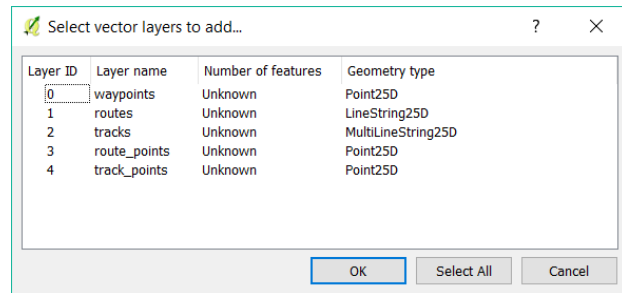 Select vector layers to add...
?
Layer ID Layer name Number of features Geometry type
0 waypoints Unknown Point25D
1 routes Unknown LineString25D
2 tracks Unknown MultiLineString25D
3 route_points Unknown Point25D
4 track_points Unknown Point25D
OK Select All Cancel